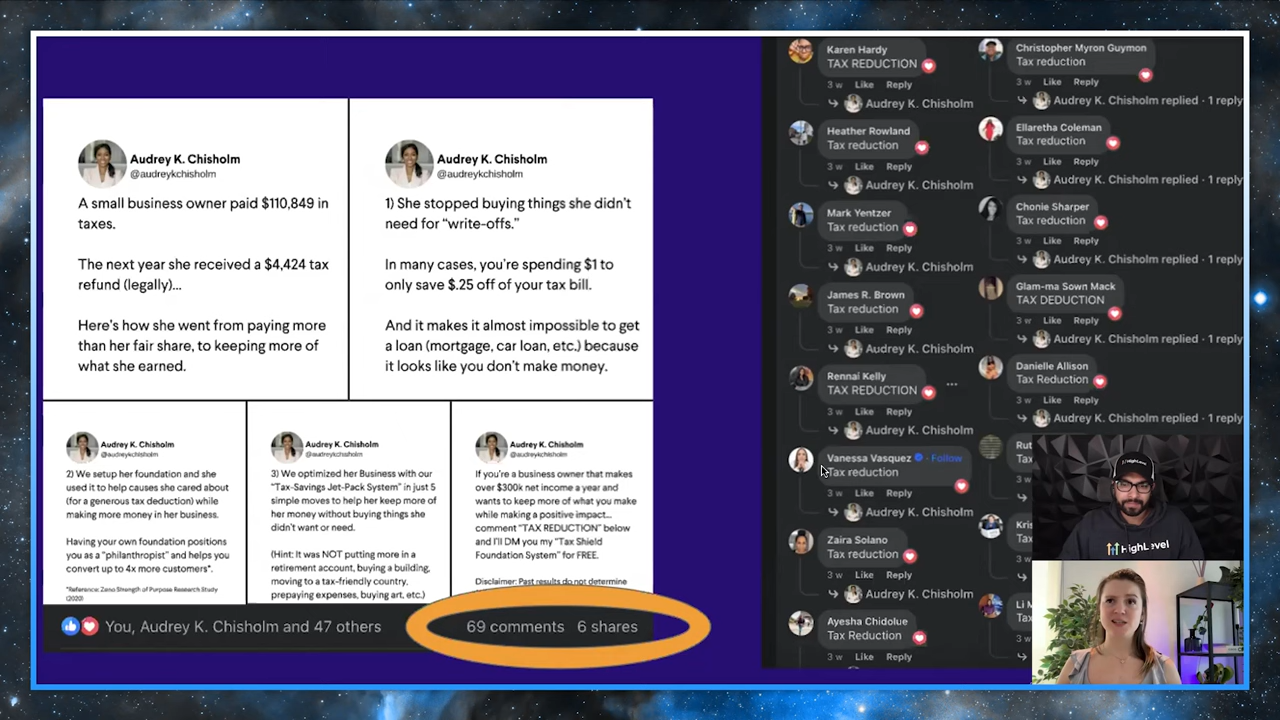 Audrey K. Chisholm
@audreykchisholm
A small business owner paid $110,849 in
taxes.
The next year she received a $4,424 tax
refund (legally)...
Here's how she went from paying more
than her fair share, to keeping more of
what she earned.
Audrey K. Chisholm
@audreykchisholm
1) She stopped buying things she didn't
need for “write-offs.”
In many cases, you're spending $1 to
only save $.25 off of your tax bill.
And it makes it almost impossible to get
a loan (mortgage, car loan, etc.) because
it looks like you don't make money.
Audrey K. Chisholm
@audreykchisholm
2) We setup her foundation and she
used it to help causes she cared about
(for a generous tax deduction) while
making more money in her business.
Having your own foundation positions
you as a “philanthropist” and helps you
convert up to 4x more customers*.
*Reference: Zeno Strength of Purpose Research Study
(2020)
Audrey K. Chisholm
@audreykchisholm
3) We optimized her Business with our
“Tax-Savings Jet-Pack System” in just 5
simple moves to help her keep more of
her money without buying things she
didn't want or need.
(Hint: It was NOT putting more in a
retirement account, buying a building,
moving to a tax-friendly country,
prepaying expenses, buying art, etc.)
Audrey K. Chisholm
@audreykchisholm
If you're a business owner that makes
over $300k net income a year and
wants to keep more of what you make
while making a positive impact...
comment “TAX REDUCTION” below
and I'll DM you my “Tax Shield
Foundation System” for FREE.
Disclaimer: Past results do not determine
You, Audrey K. Chisholm and 47 others
69 comments 6 shares
Karen Hardy
TAX REDUCTION
3 w Like Reply
Audrey K. Chisholm
Heather Rowland
Tax reduction
3 w Like Reply
Audrey K. Chisholm
Mark Yentzer
Tax reduction
3 w Like Reply
Audrey K. Chisholm
James R. Brown
Tax reduction
3 w Like Reply
Audrey K. Chisholm
Rennai Kelly
TAX REDUCTION
3 w Like Reply
Audrey K. Chisholm
Vanessa Vasquez · Follow
Tax reduction
3 w Like Reply
Audrey K. Chisholm
Zaira Solano
Tax reduction
3 w Like Reply
Audrey K. Chisholm
Ayesha Chidolue
Tax Reduction
3 w Like Reply
Christopher Myron Guymon
Tax reduction
3 w Like Reply
Audrey K. Chisholm replied · 1 reply
Ellaretha Coleman
Tax reduction
3 w Like Reply
Audrey K. Chisholm replied · 1 reply
Chonie Sharper
Tax reduction
3 w Like Reply
Audrey K. Chisholm replied · 1 reply
Glam-ma Sown Mack
TAX DEDUCTION
3 w Like Reply
Audrey K. Chisholm replied · 1 reply
Danielle Allison
Tax Reduction
3 w Like Reply
Audrey K. Chisholm replied · 1 reply
Rut
Ta
3 w
Kris
Ta
3 w
Li M
Ta
3 w
HighLevel